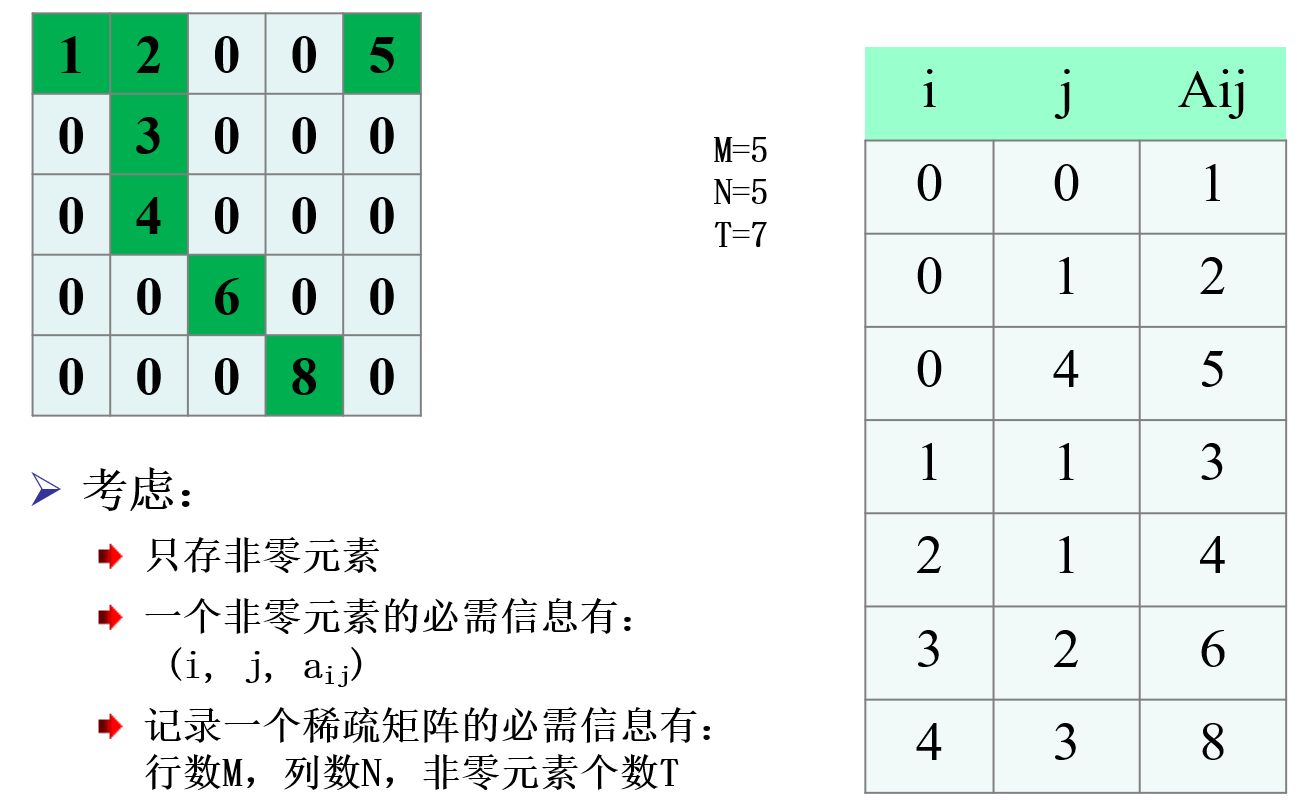 1 2 0 0 5
0 3 0 0 0
0 4 0 0 0
0 0 6 0 0
0 0 0 8 0
考虑：
只存非零元素
一个非零元素的必需信息有：
(i, j, aij)
记录一个稀疏矩阵的必需信息有：
行数M，列数N，非零元素个数T
M=5
N=5
T=7
i j Aij
0 0 1
0 1 2
0 4 5
1 1 3
2 1 4
3 2 6
4 3 8